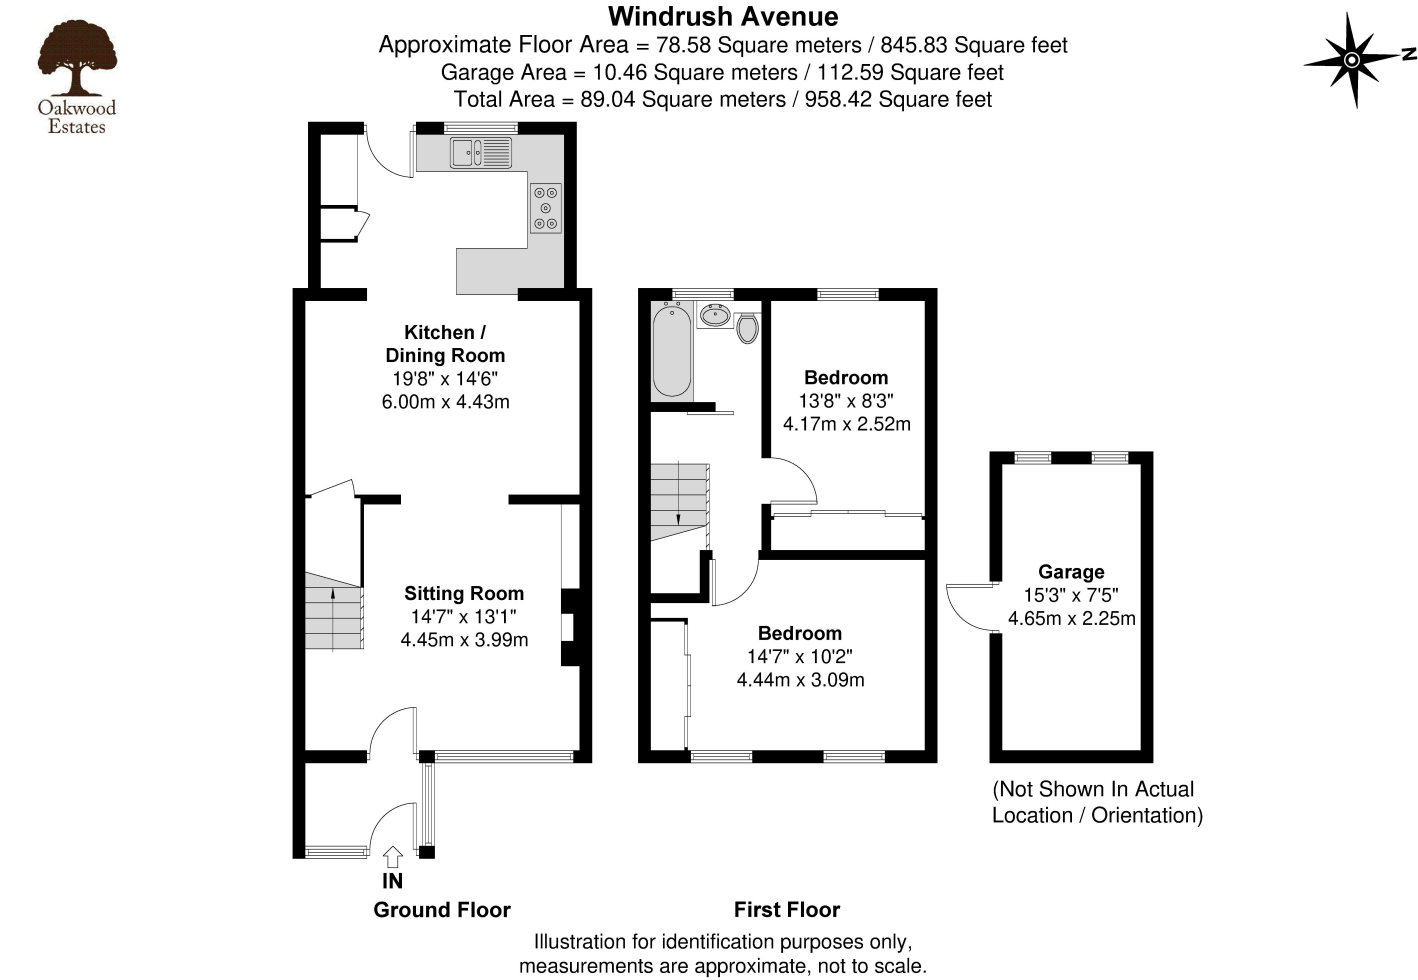 Windrush Avenue
Approximate Floor Area = 78.58 Square meters / 845.83 Square feet
Garage Area = 10.46 Square meters / 112.59 Square feet
Total Area = 89.04 Square meters / 958.42 Square feet
Oakwood
Estates
N
Kitchen /
Dining Room
19'8" x 14'6"
6.00m x 4.43m
Sitting Room
14'7" x 13'1"
4.45m x 3.99m
IN
Ground Floor
Bedroom
13'8" x 8'3"
4.17m x 2.52m
Bedroom
14'7" x 10'2"
4.44m x 3.09m
First Floor
Garage
15'3" x 7'5"
4.65m x 2.25m
(Not Shown In Actual
Location / Orientation)
Illustration for identification purposes only,
measurements are approximate, not to scale.